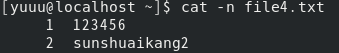 [yuuu@localhost ~]$ cat -n file4.txt
     1  123456
     2  sunshuaikang2